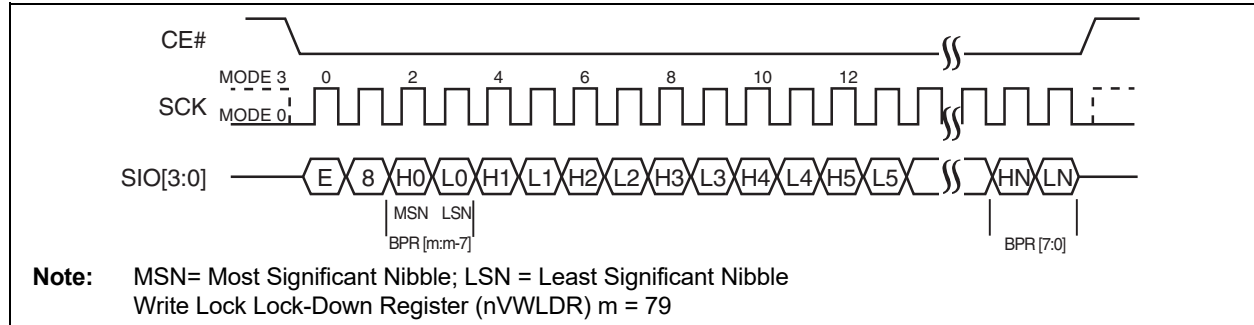 CE#
MODE 3 0 2 4 6 8 10 12
SCK
MODE 0
SIO[3:0] E 8 H0 L0 H1 L1 H2 L2 H3 L3 H4 L4 H5 L5 HN LN
MSN LSN
BPR [m:m-7] BPR [7:0]
Note: MSN= Most Significant Nibble; LSN = Least Significant Nibble
Write Lock Lock-Down Register (nVWLDR) m = 79